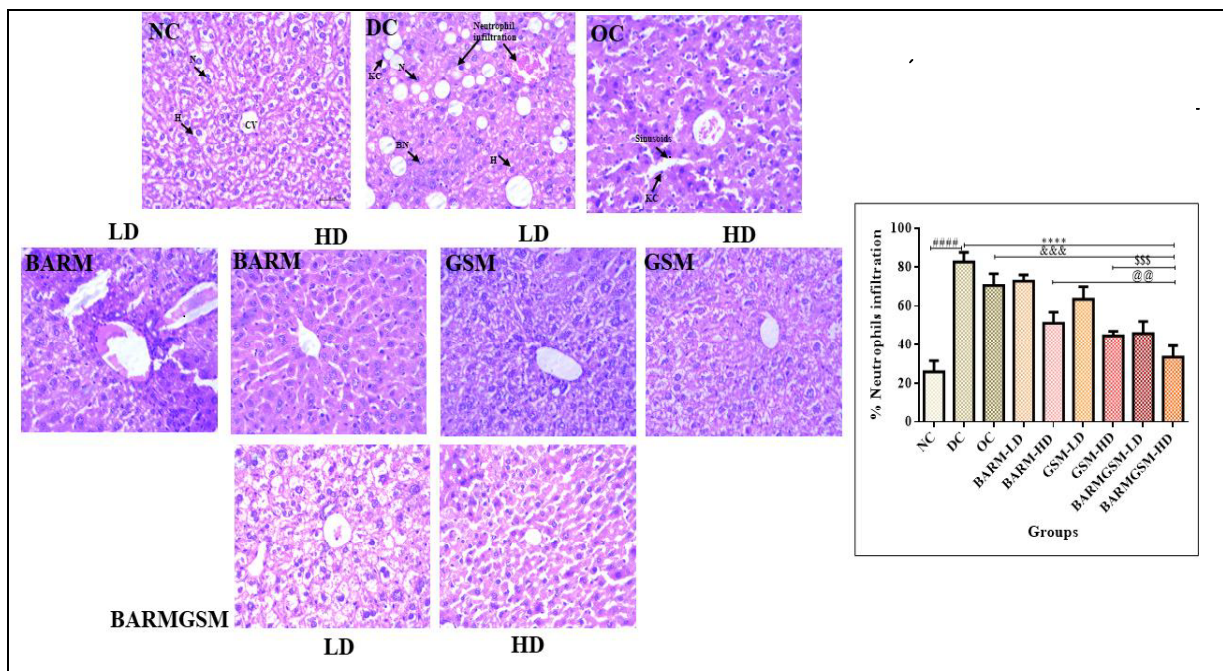 NC
N
H
CV
DC
Neutrophil
infiltration
KC
N
BN
H
OC
Sinusoids
KC
LD
HD
LD
HD
BARM
BARM
GSM
GSM
BARMGSM
LD
HD
% Neutrophils infiltration
100
80
60
40
20
0
####
****
&&&
$$$
@@
NC
DC
OC
BARM-LD
BARM-HD
GSM-LD
GSM-HD
BARMGSM-LD
BARMGSM-HD
Groups